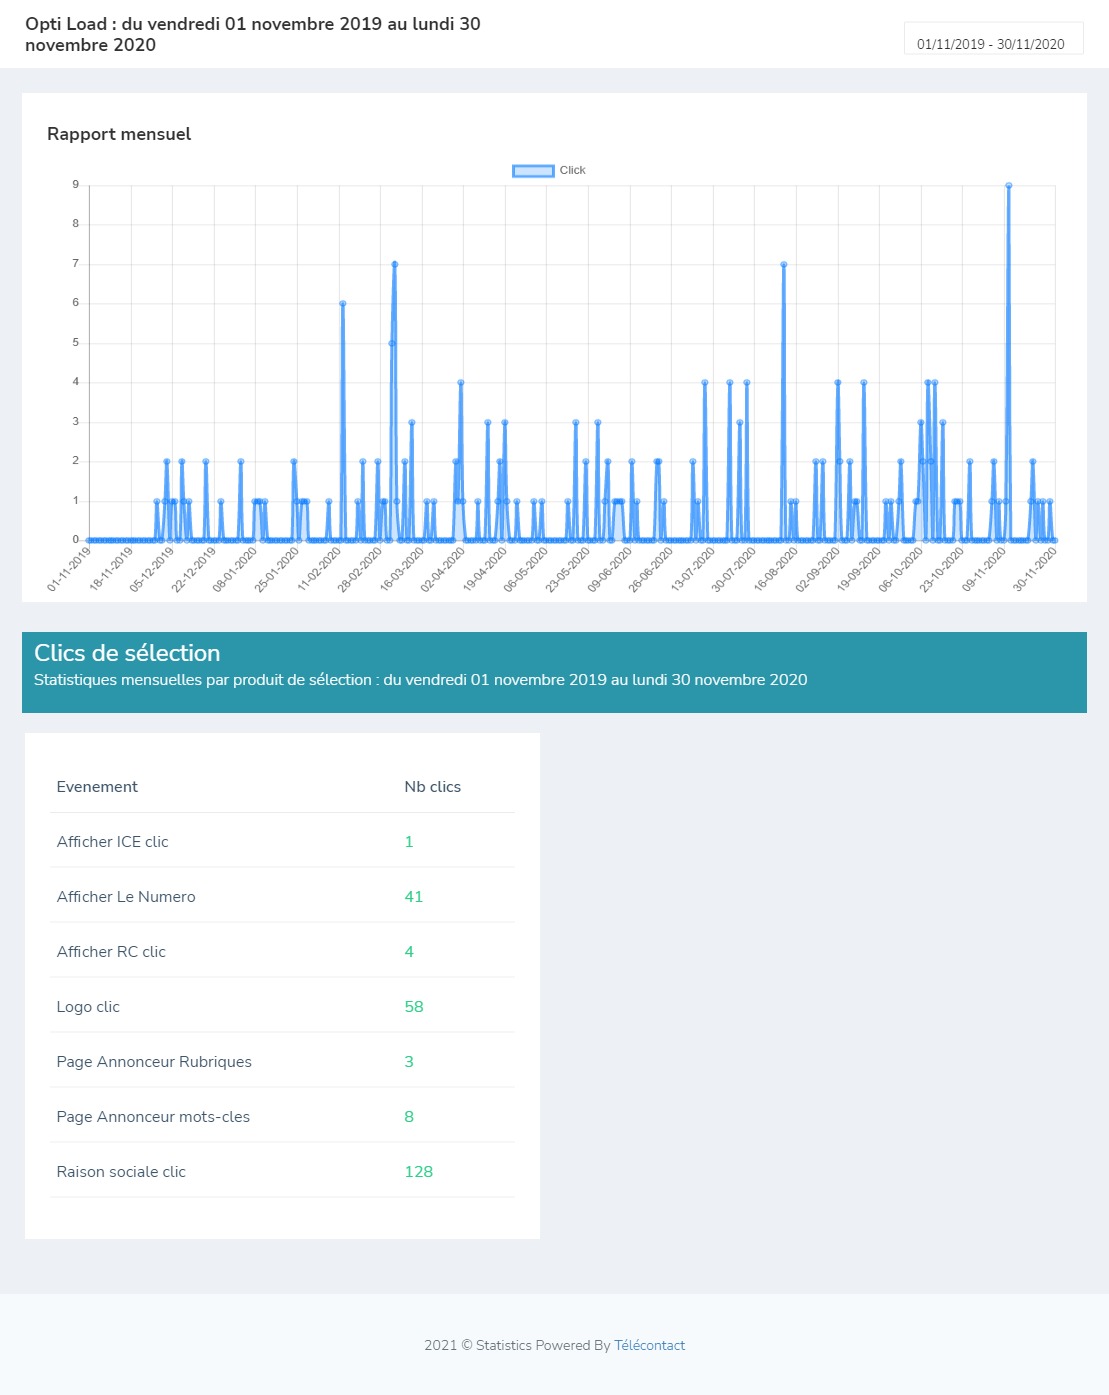 Opti Load : du vendredi 01 novembre 2019 au lundi 30
novembre 2020
01/11/2019 - 30/11/2020
Rapport mensuel
Click
9
8
7
6
5
4
3
2
1
0
01-11-2019
18-11-2019
05-12-2019
22-12-2019
08-01-2020
25-01-2020
11-02-2020
28-02-2020
16-03-2020
02-04-2020
19-04-2020
06-05-2020
23-05-2020
09-06-2020
26-06-2020
13-07-2020
30-07-2020
16-08-2020
02-09-2020
19-09-2020
06-10-2020
23-10-2020
09-11-2020
30-11-2020
Clics de sélection
Statistiques mensuelles par produit de sélection : du vendredi 01 novembre 2019 au lundi 30 novembre 2020
Evenement Nb clics
Afficher ICE clic 1
Afficher Le Numero 41
Afficher RC clic 4
Logo clic 58
Page Annonceur Rubriques 3
Page Annonceur mots-cles 8
Raison sociale clic 128
2021 © Statistics Powered By Télécontact